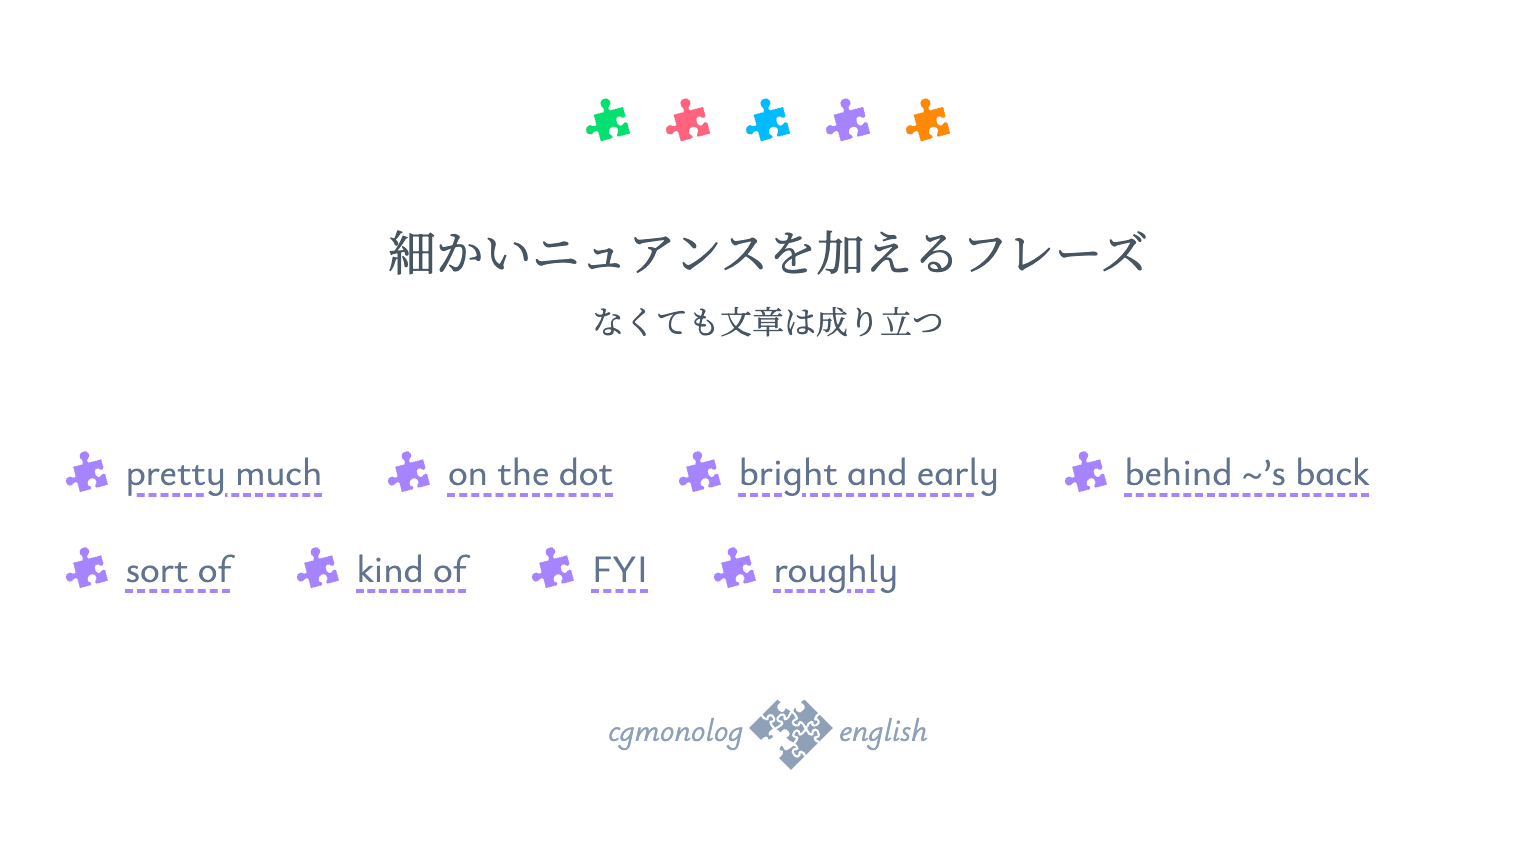 細かいニュアンスを加えるフレーズ
なくても文章は成り立つ
pretty much on the dot bright and early behind ~’s back
sort of kind of FYI roughly
cgmonolog english